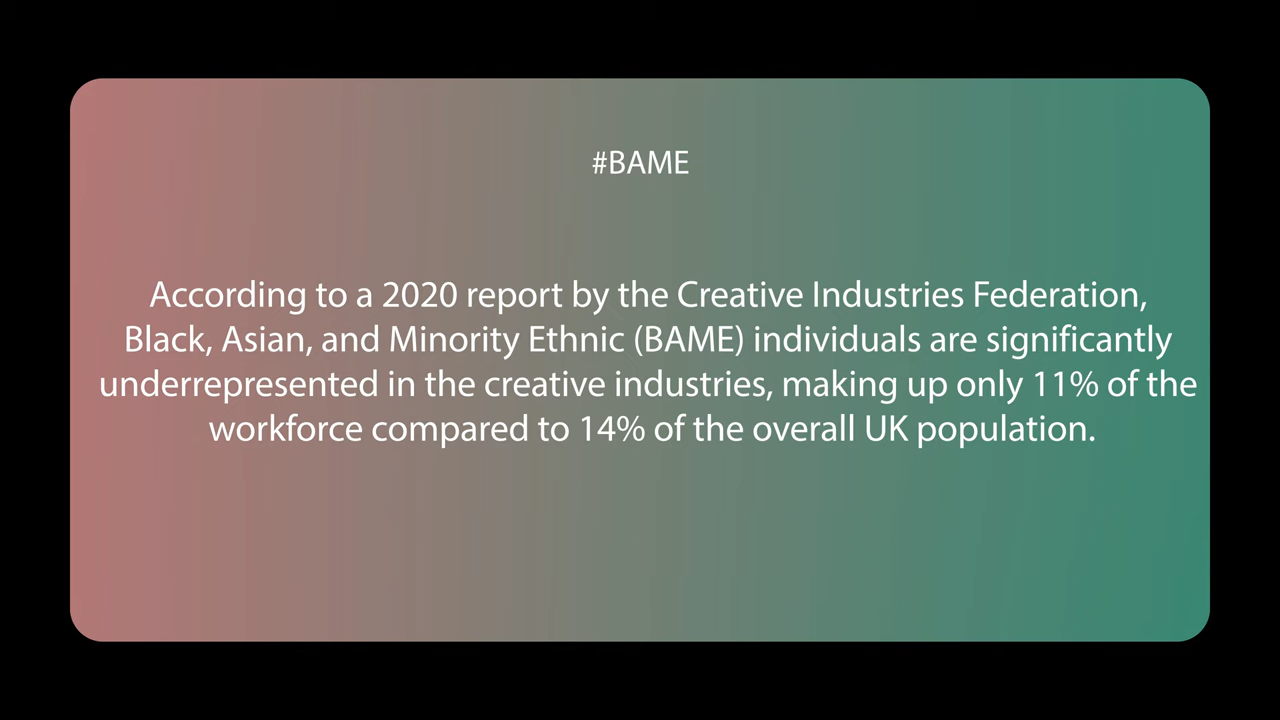 #BAME
According to a 2020 report by the Creative Industries Federation,
Black, Asian, and Minority Ethnic (BAME) individuals are significantly
underrepresented in the creative industries, making up only 11% of the
workforce compared to 14% of the overall UK population.